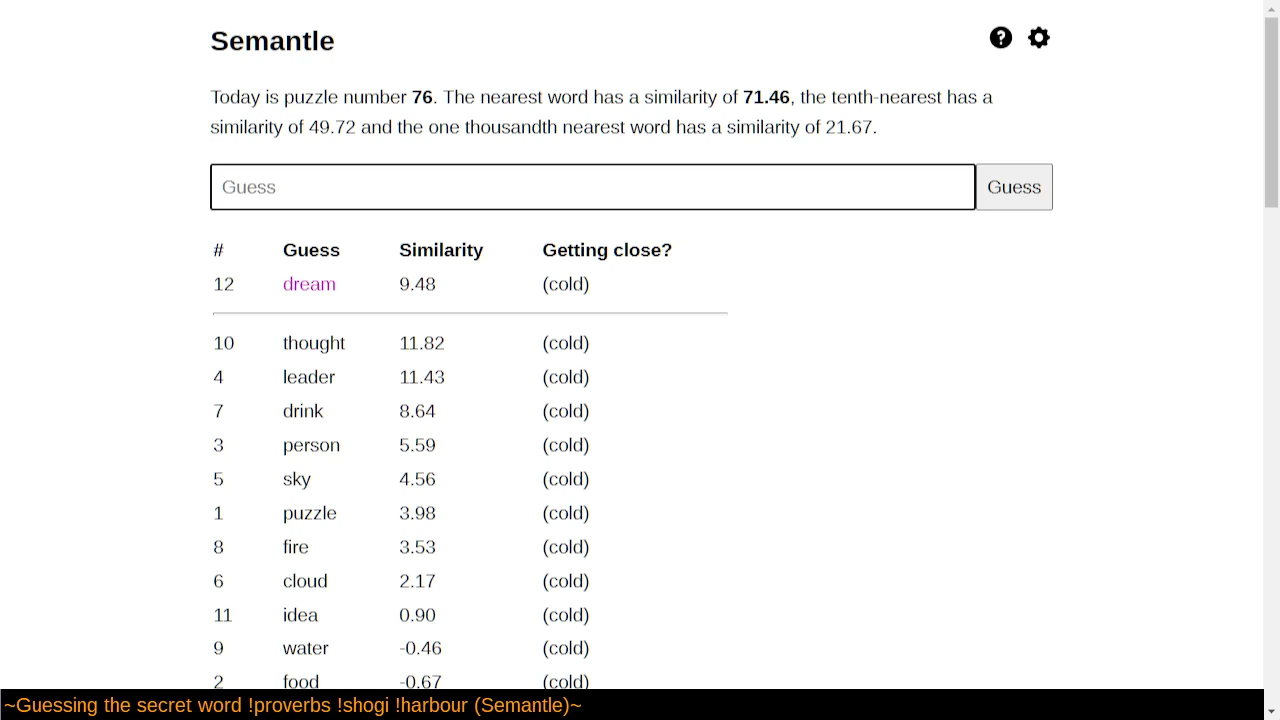 Semantle
Today is puzzle number 76. The nearest word has a similarity of 71.46, the tenth-nearest has a
similarity of 49.72 and the one thousandth nearest word has a similarity of 21.67.
Guess Guess
# Guess Similarity Getting close?
12 dream 9.48 (cold)
10 thought 11.82 (cold)
4 leader 11.43 (cold)
7 drink 8.64 (cold)
3 person 5.59 (cold)
5 sky 4.56 (cold)
1 puzzle 3.98 (cold)
8 fire 3.53 (cold)
6 cloud 2.17 (cold)
11 idea 0.90 (cold)
9 water -0.46 (cold)
2 food -0.67 (cold)
~Guessing the secret word !proverbs !shogi !harbour (Semantle)~